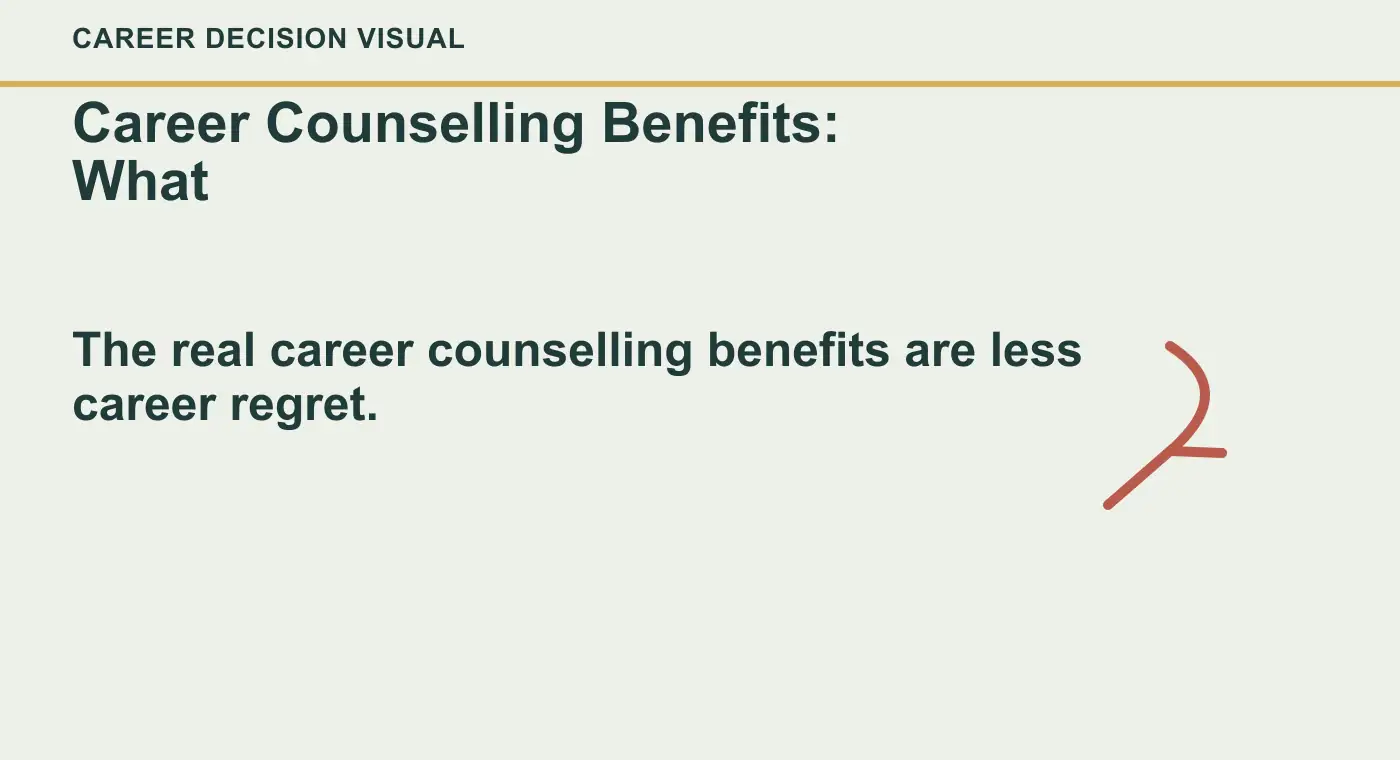 CAREER DECISION VISUAL
Career Counselling Benefits:
What
The real career counselling benefits are less
career regret.